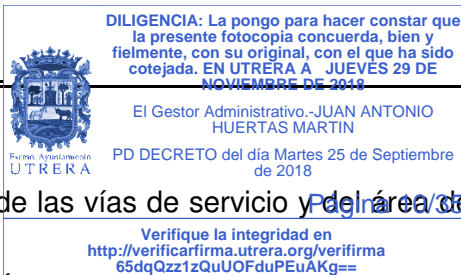 DILIGENCIA: La pongo para hacer constar que
la presente fotocopia concuerda, bien y
fielmente, con su original, con el que ha sido
cotejada. EN UTRERA A JUEVES 29 DE
NOVIEMBRE DE 2018
El Gestor Administrativo.-JUAN ANTONIO
HUERTAS MARTIN
PD DECRETO del día Martes 25 de Septiembre
de 2018
Excmo. Ayuntamiento
UTRERA
de las vías de servicio y del área de
Página 10/35
Verifique la integridad en
http://verificarfirma.utrera.org/verifirma
65dqQzz1zQuUOFduPEuAKg==